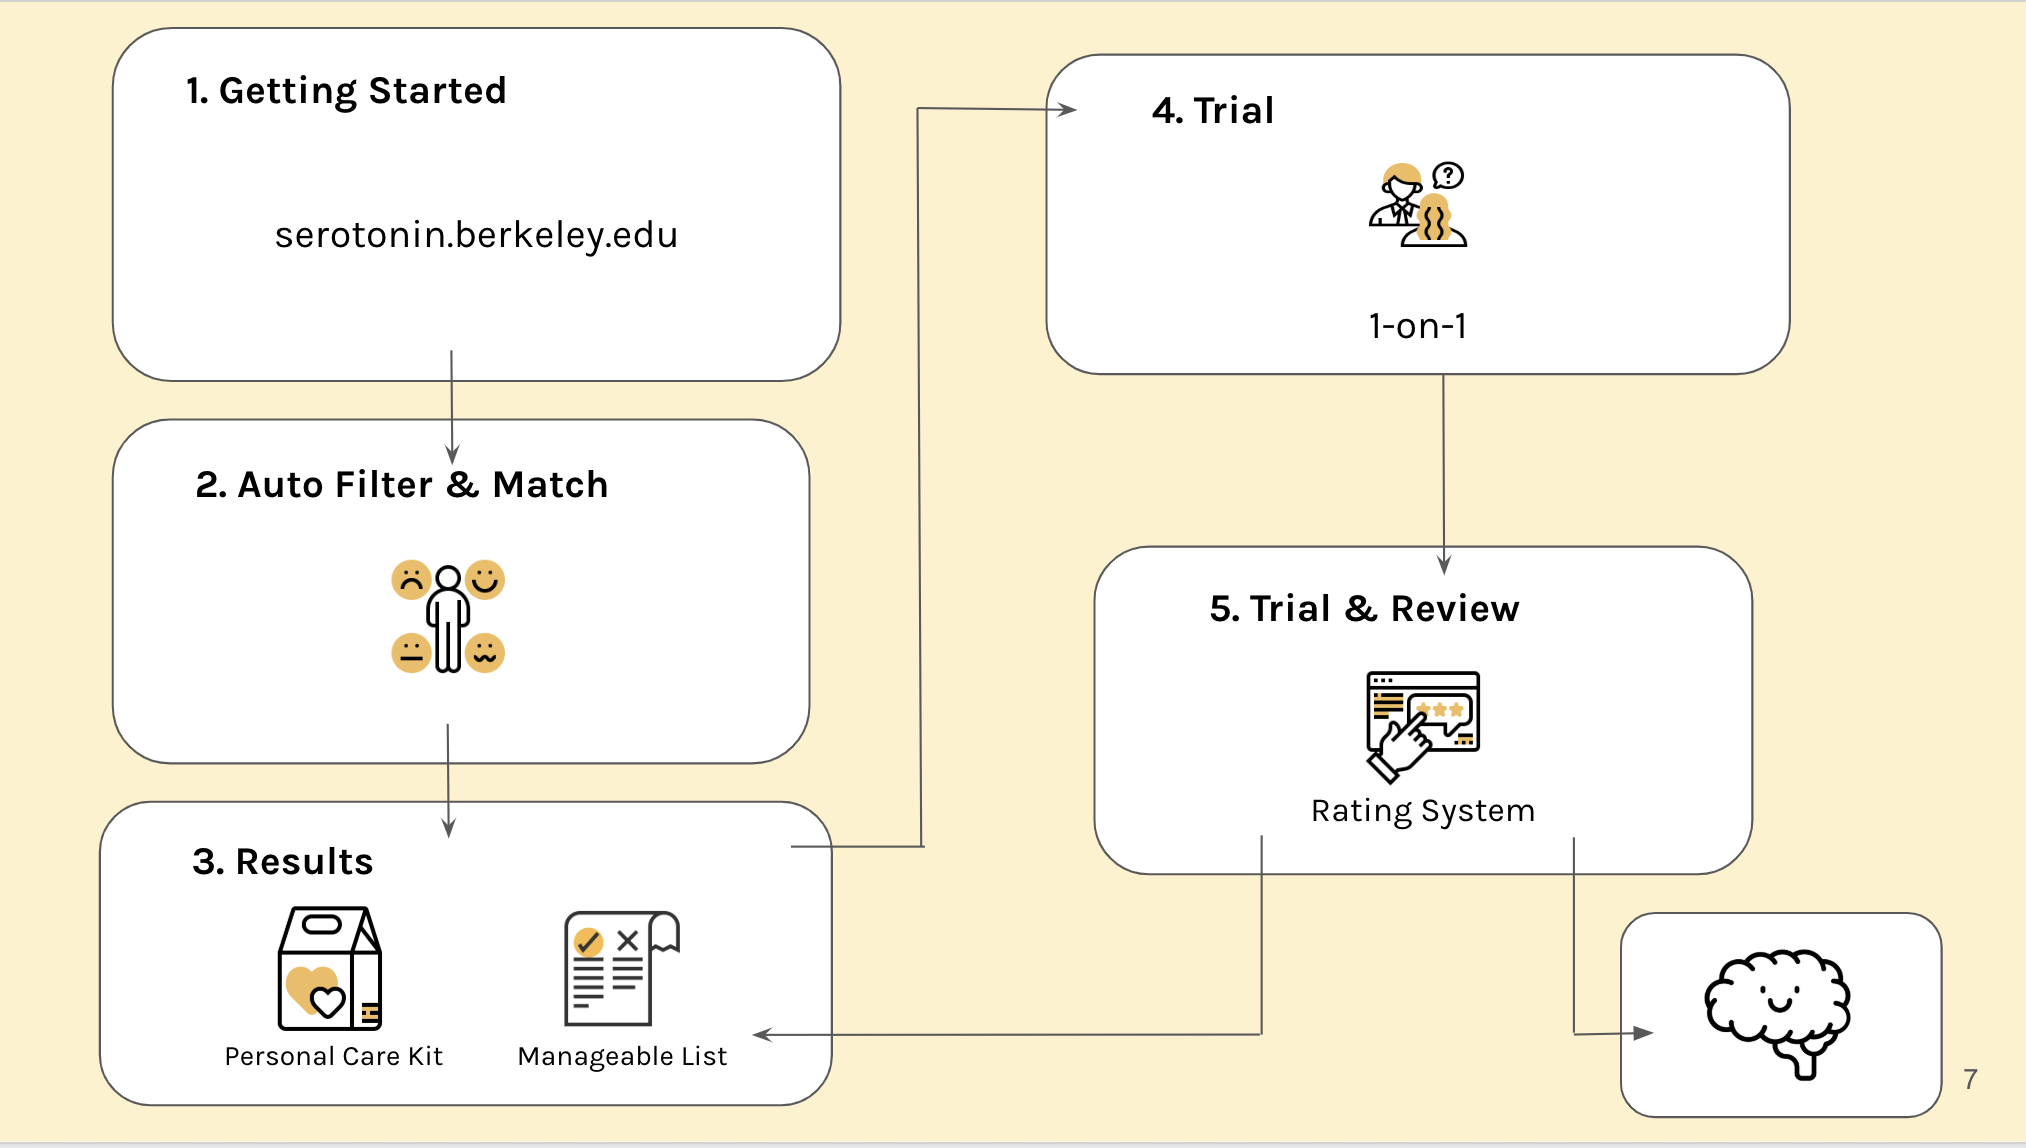 1. Getting Started
serotonin.berkeley.edu
2. Auto Filter & Match
3. Results
Personal Care Kit
Manageable List
4. Trial
?
1-on-1
5. Trial & Review
Rating System
7